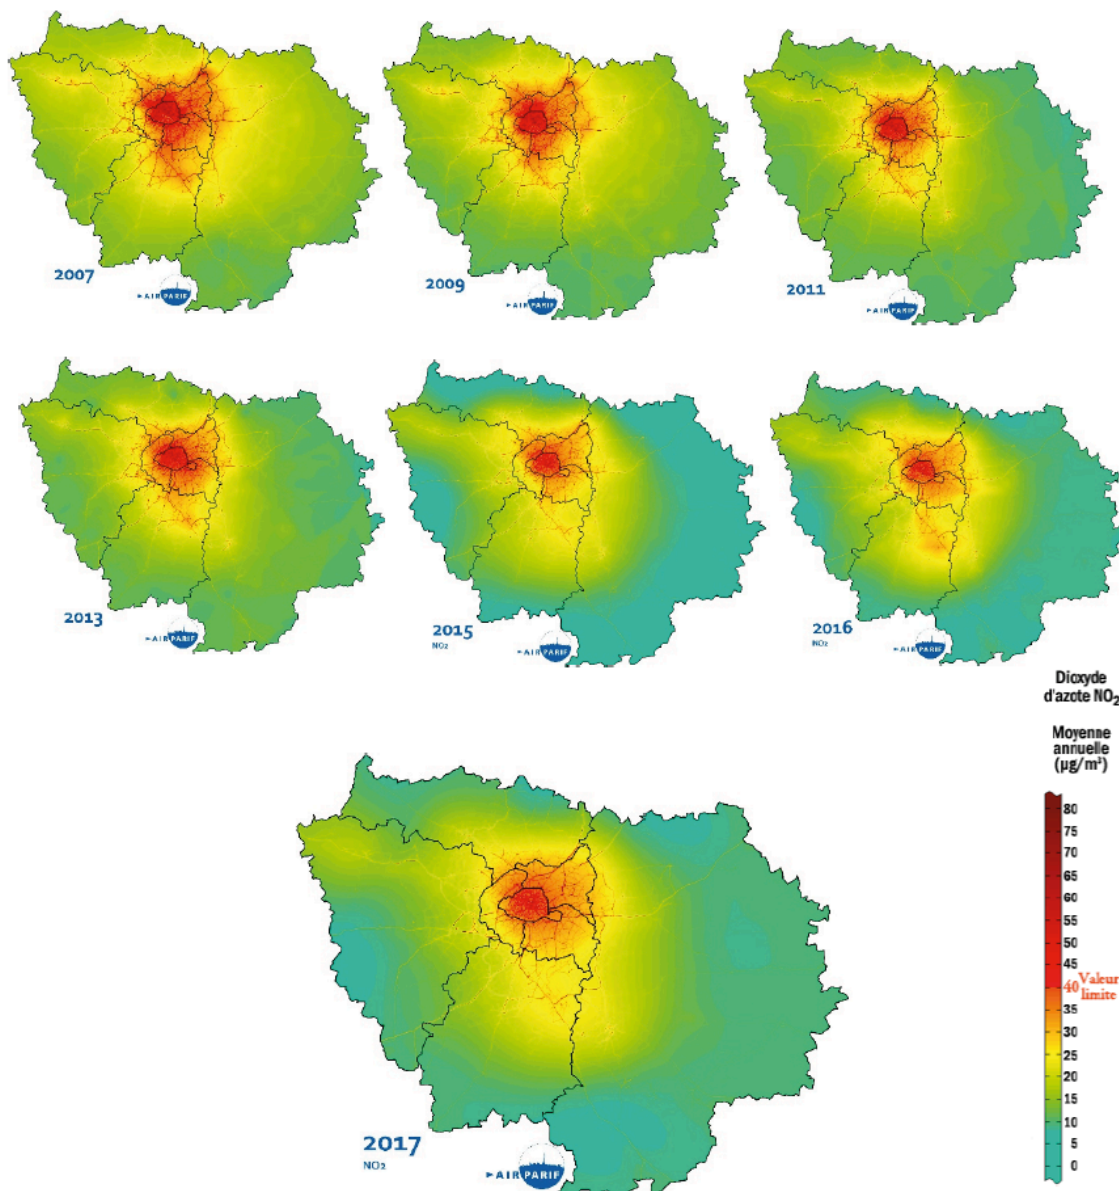 2007
AIRPARIF
2009
AIRPARIF
2011
AIRPARIF
2013
AIRPARIF
2015
NO₂
AIRPARIF
2016
NO₂
AIRPARIF
Dioxyde
d'azote NO₂
Moyenne
annuelle
(µg/m³)
80
75
70
65
60
55
50
45
40 Valeur
limite
35
30
25
20
15
10
5
0
2017
NO₂
AIRPARIF